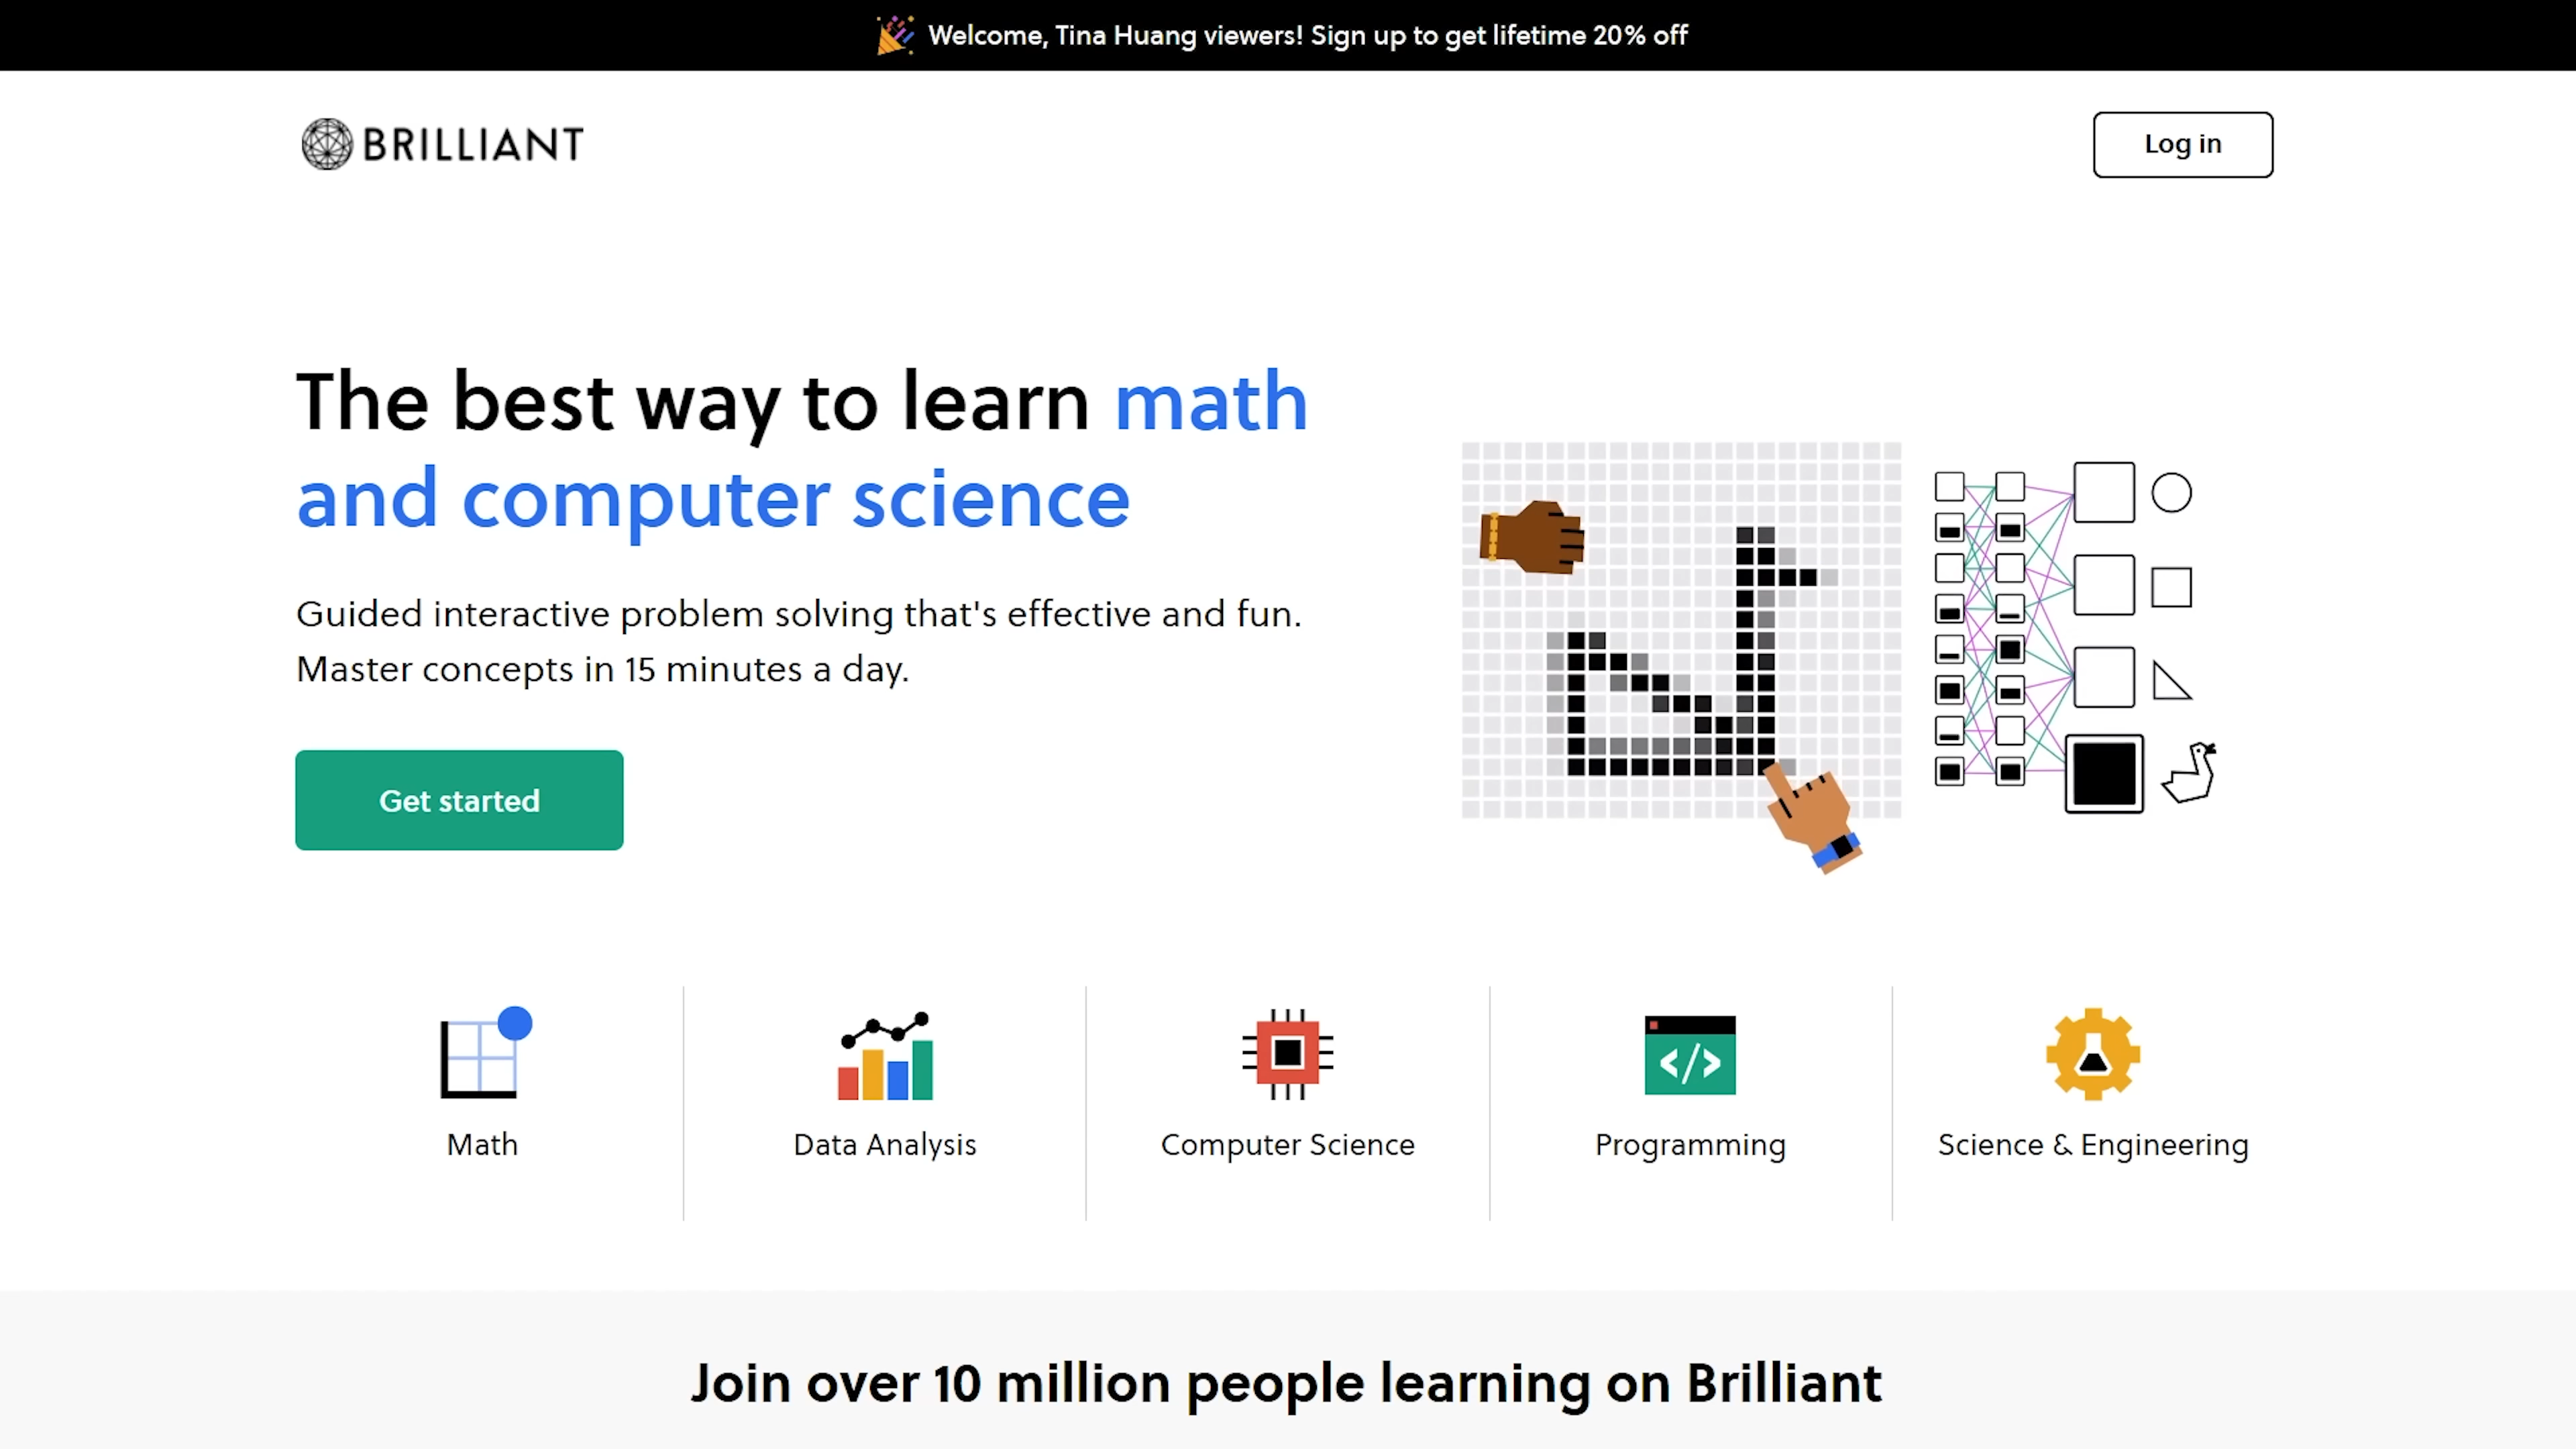 Welcome, Tina Huang viewers! Sign up to get lifetime 20% off
BRILLIANT
Log in
The best way to learn math
and computer science
Guided interactive problem solving that's effective and fun.
Master concepts in 15 minutes a day.
Get started
</>
Math
Data Analysis
Computer Science
Programming
Science & Engineering
Join over 10 million people learning on Brilliant